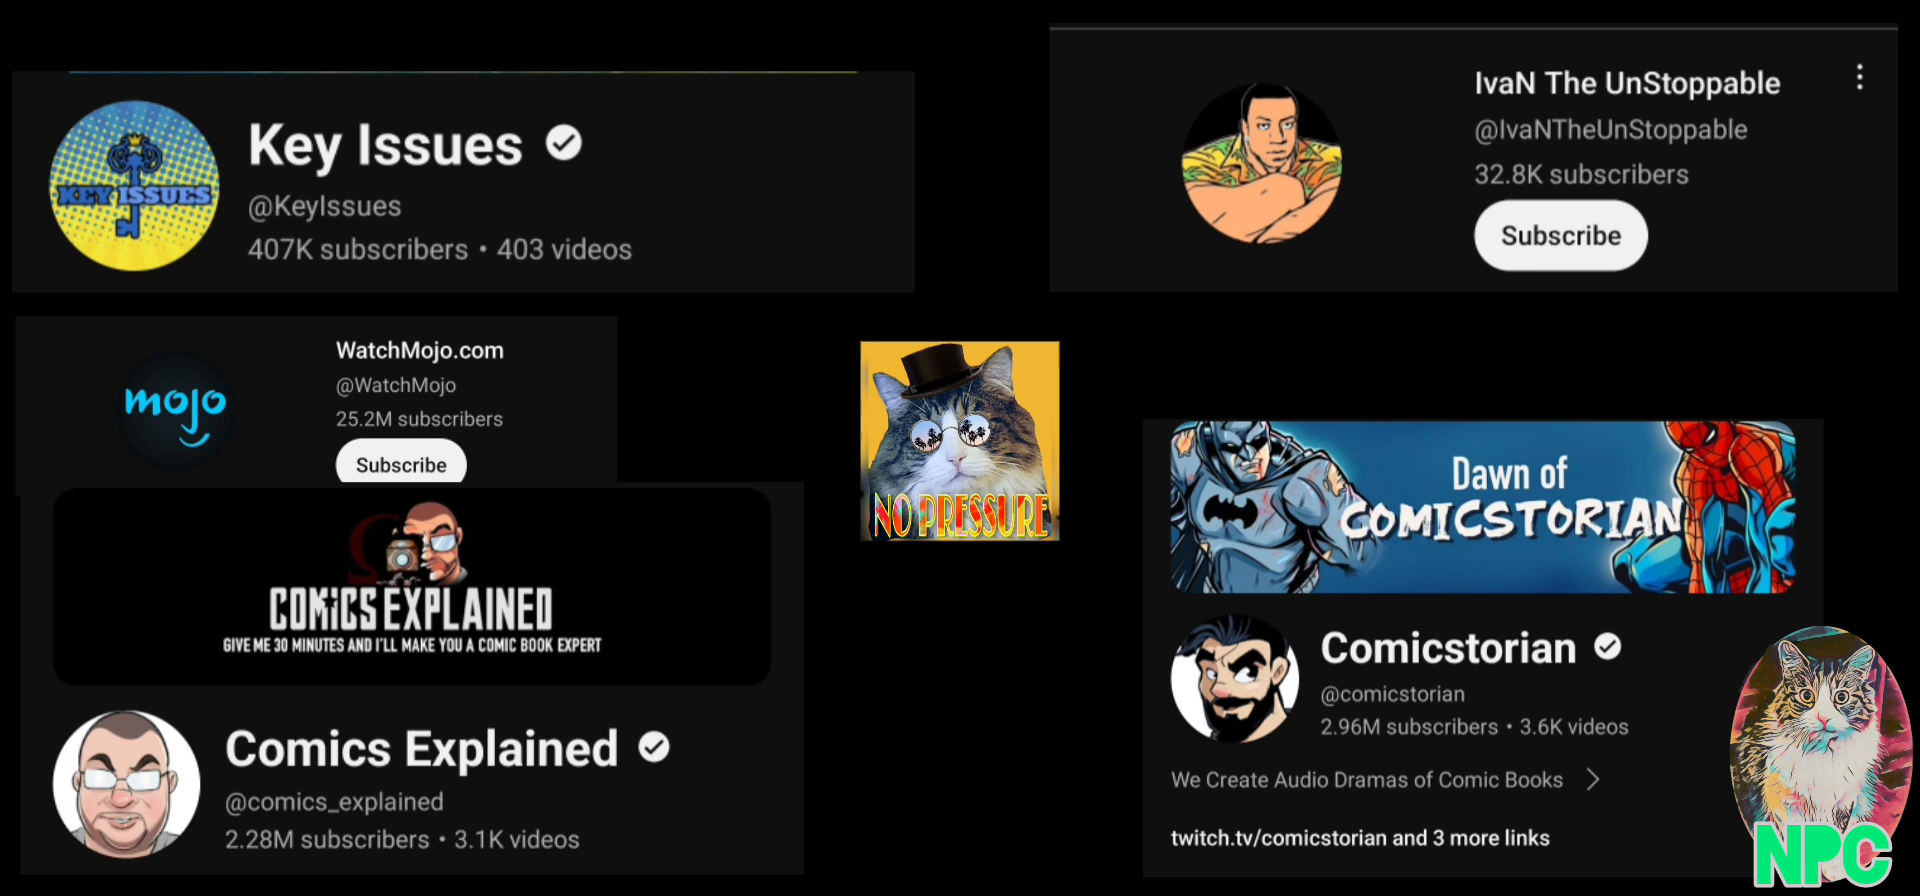 KEY ISSUES
Key Issues
@KeyIssues
407K subscribers • 403 videos
IvaN The UnStoppable
@IvaNTheUnStoppable
32.8K subscribers
Subscribe
mojo
WatchMojo.com
@WatchMojo
25.2M subscribers
Subscribe
NO PRESSURE
COMiCS EXPLAINED
GIVE ME 30 MINUTES AND I'LL MAKE YOU A COMIC BOOK EXPERT
Comics Explained
@comics_explained
2.28M subscribers • 3.1K videos
Dawn of
COMICSTORIAN
Comicstorian
@comicstorian
2.96M subscribers • 3.6K videos
We Create Audio Dramas of Comic Books
twitch.tv/comicstorian and 3 more links
NPC